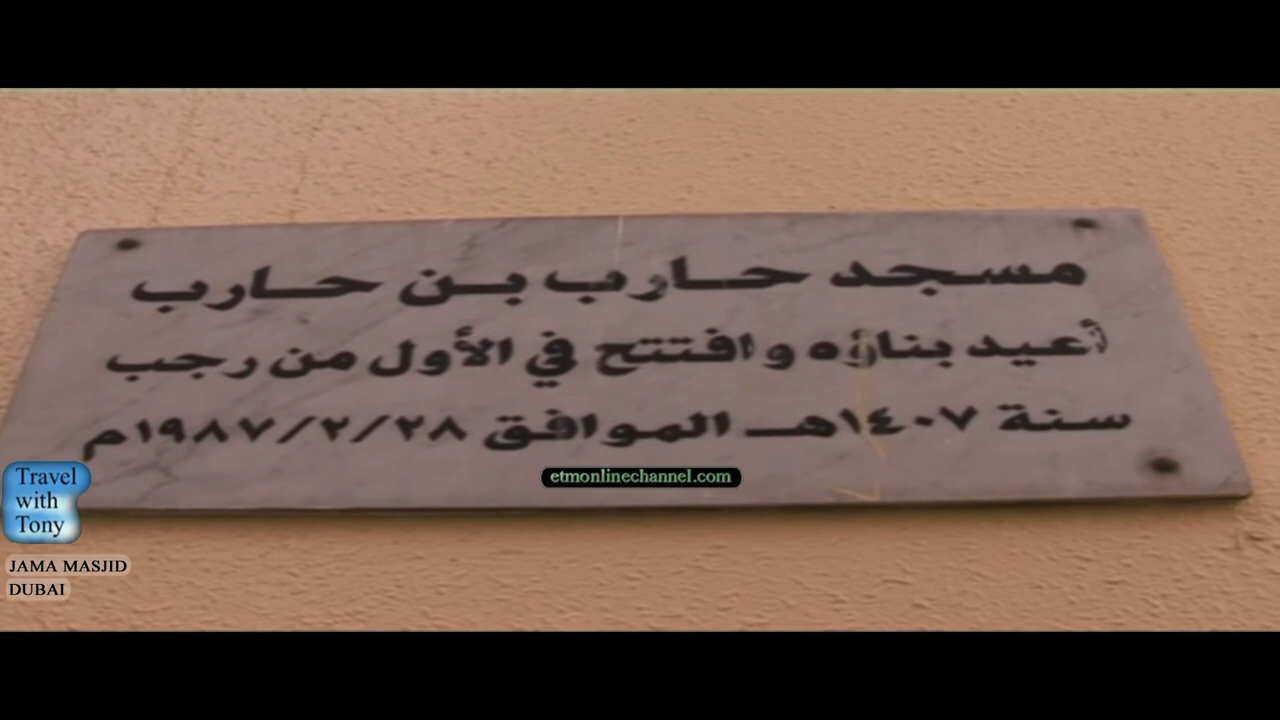 مسجد حارب بن حارب
أعيد بناؤه وافتتح في الأول من رجب
سنة ١٤٠٧هـ الموافق ١٩٨٧/٢/٢٨م
etmonlinechannel.com
Travel
with
Tony
JAMA MASJID
DUBAI